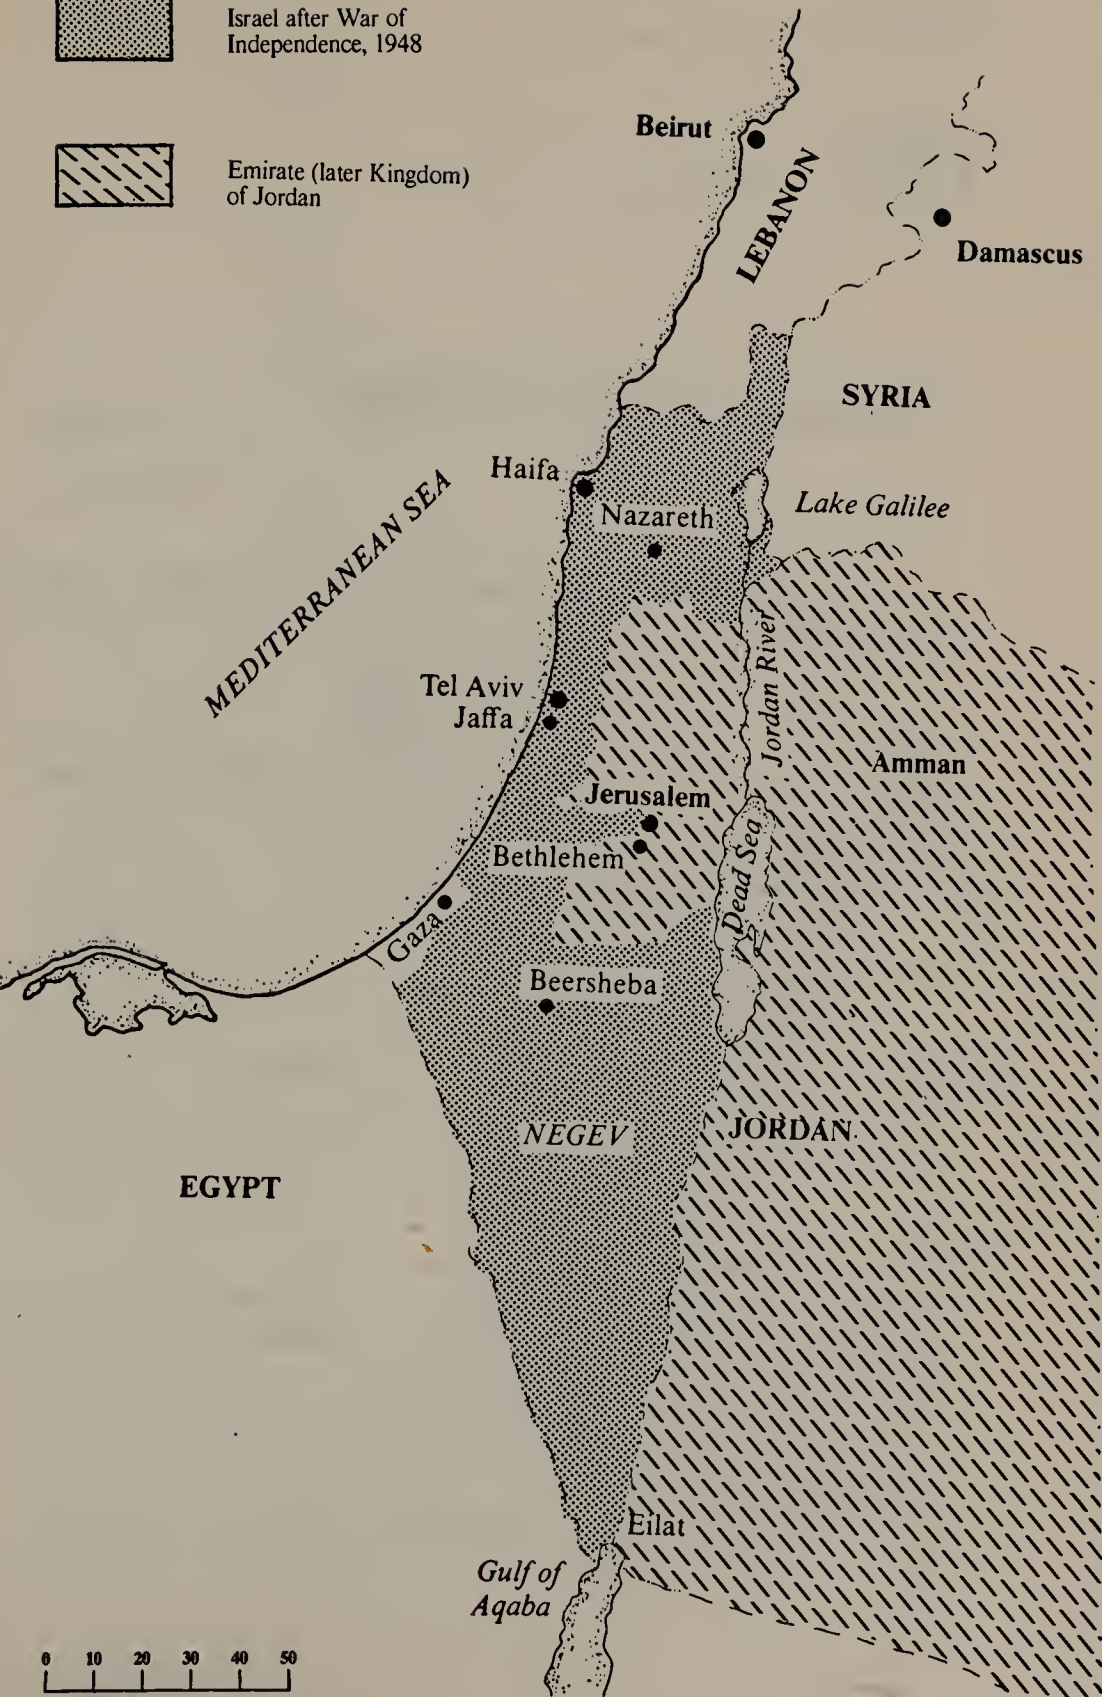 Israel after War of
Independence, 1948
Emirate (later Kingdom)
of Jordan
Beirut
LEBANON
Damascus
SYRIA
Haifa
Lake Galilee
Nazareth
MEDITERRANEAN SEA
Jordan River
Tel Aviv
Jaffa
Amman
Jerusalem
Bethlehem
Dead Sea
Gaza
Beersheba
NEGEV
JORDAN
EGYPT
Eilat
Gulf of
Aqaba
0 10 20 30 40 50